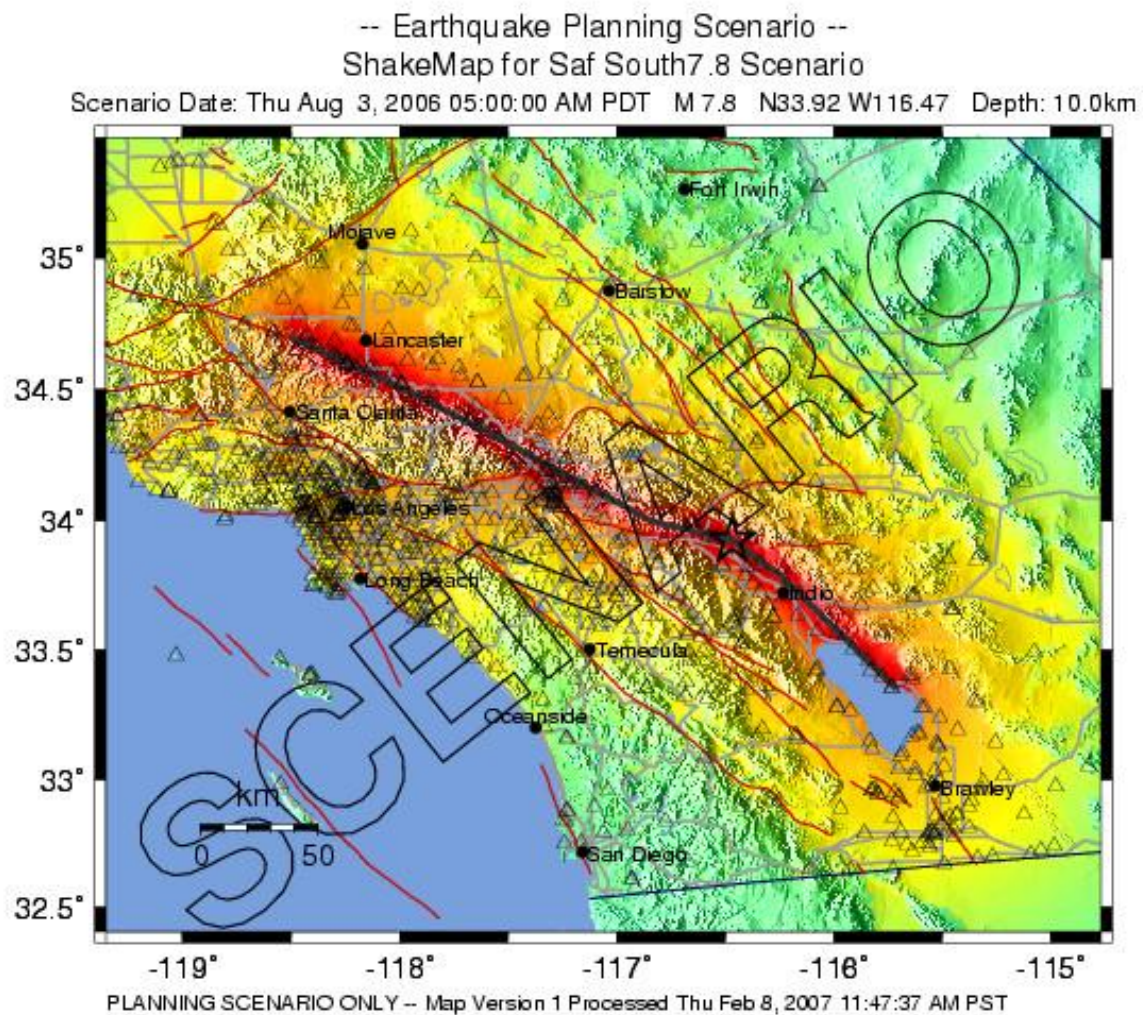 -- Earthquake Planning Scenario --
ShakeMap for Saf South7.8 Scenario
Scenario Date: Thu Aug 3, 2006 05:00:00 AM PDT M 7.8 N33.92 W116.47 Depth: 10.0km
Fort Irwin
Mojave
35°
Barstow
Lancaster
34.5°
Santa Clarita
34°
Los Angeles
Long Beach
Indio
33.5°
Temecula
Oceanside
SCENARIO
33°
Brawley
km
0 50
San Diego
32.5°
-119° -118° -117° -116° -115°
PLANNING SCENARIO ONLY -- Map Version 1 Processed Thu Feb 8, 2007 11:47:37 AM PST